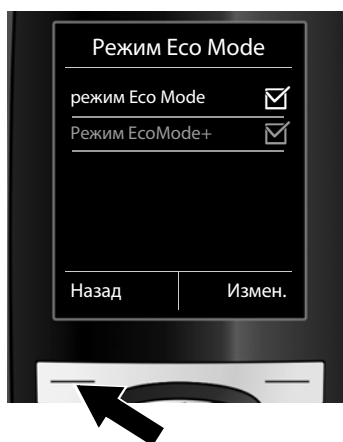 Режим Eco Mode
режим Eco Mode
Режим EcoMode+
Назад Измен.